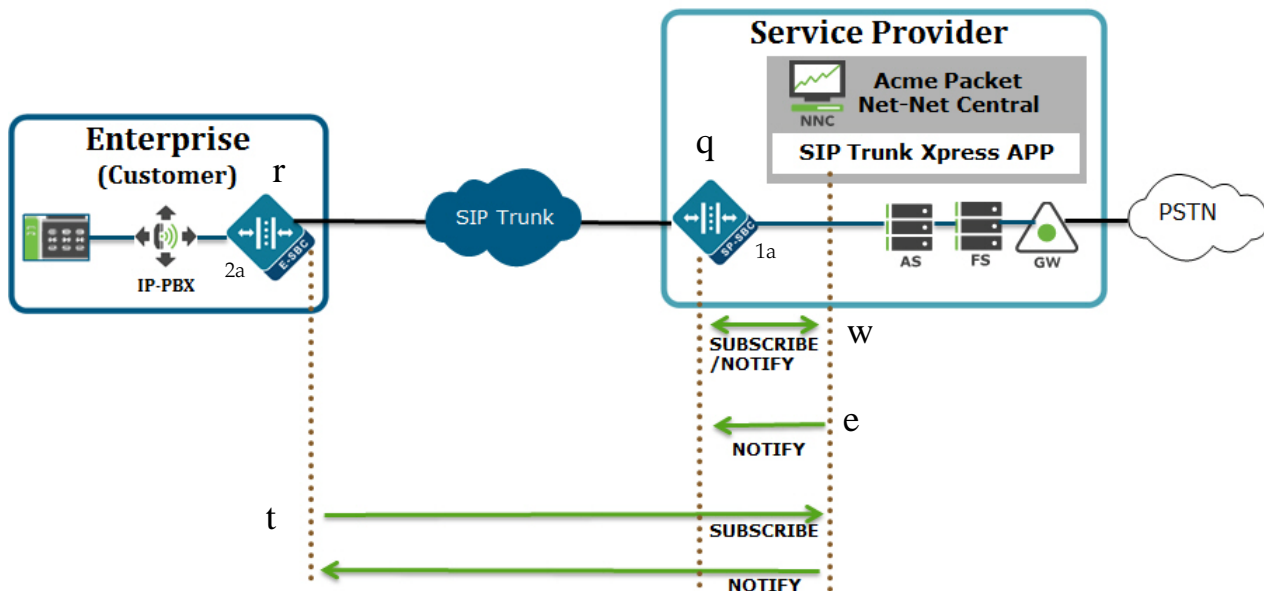 Service Provider
Acme Packet
Net-Net Central
NNC
SIP Trunk Xpress APP
Enterprise
(Customer)
r
q
IP-PBX
2a
E-SBC
SIP Trunk
SP-SBC
1a
AS
FS
GW
PSTN
SUBSCRIBE
/NOTIFY
w
NOTIFY
e
t
SUBSCRIBE
NOTIFY